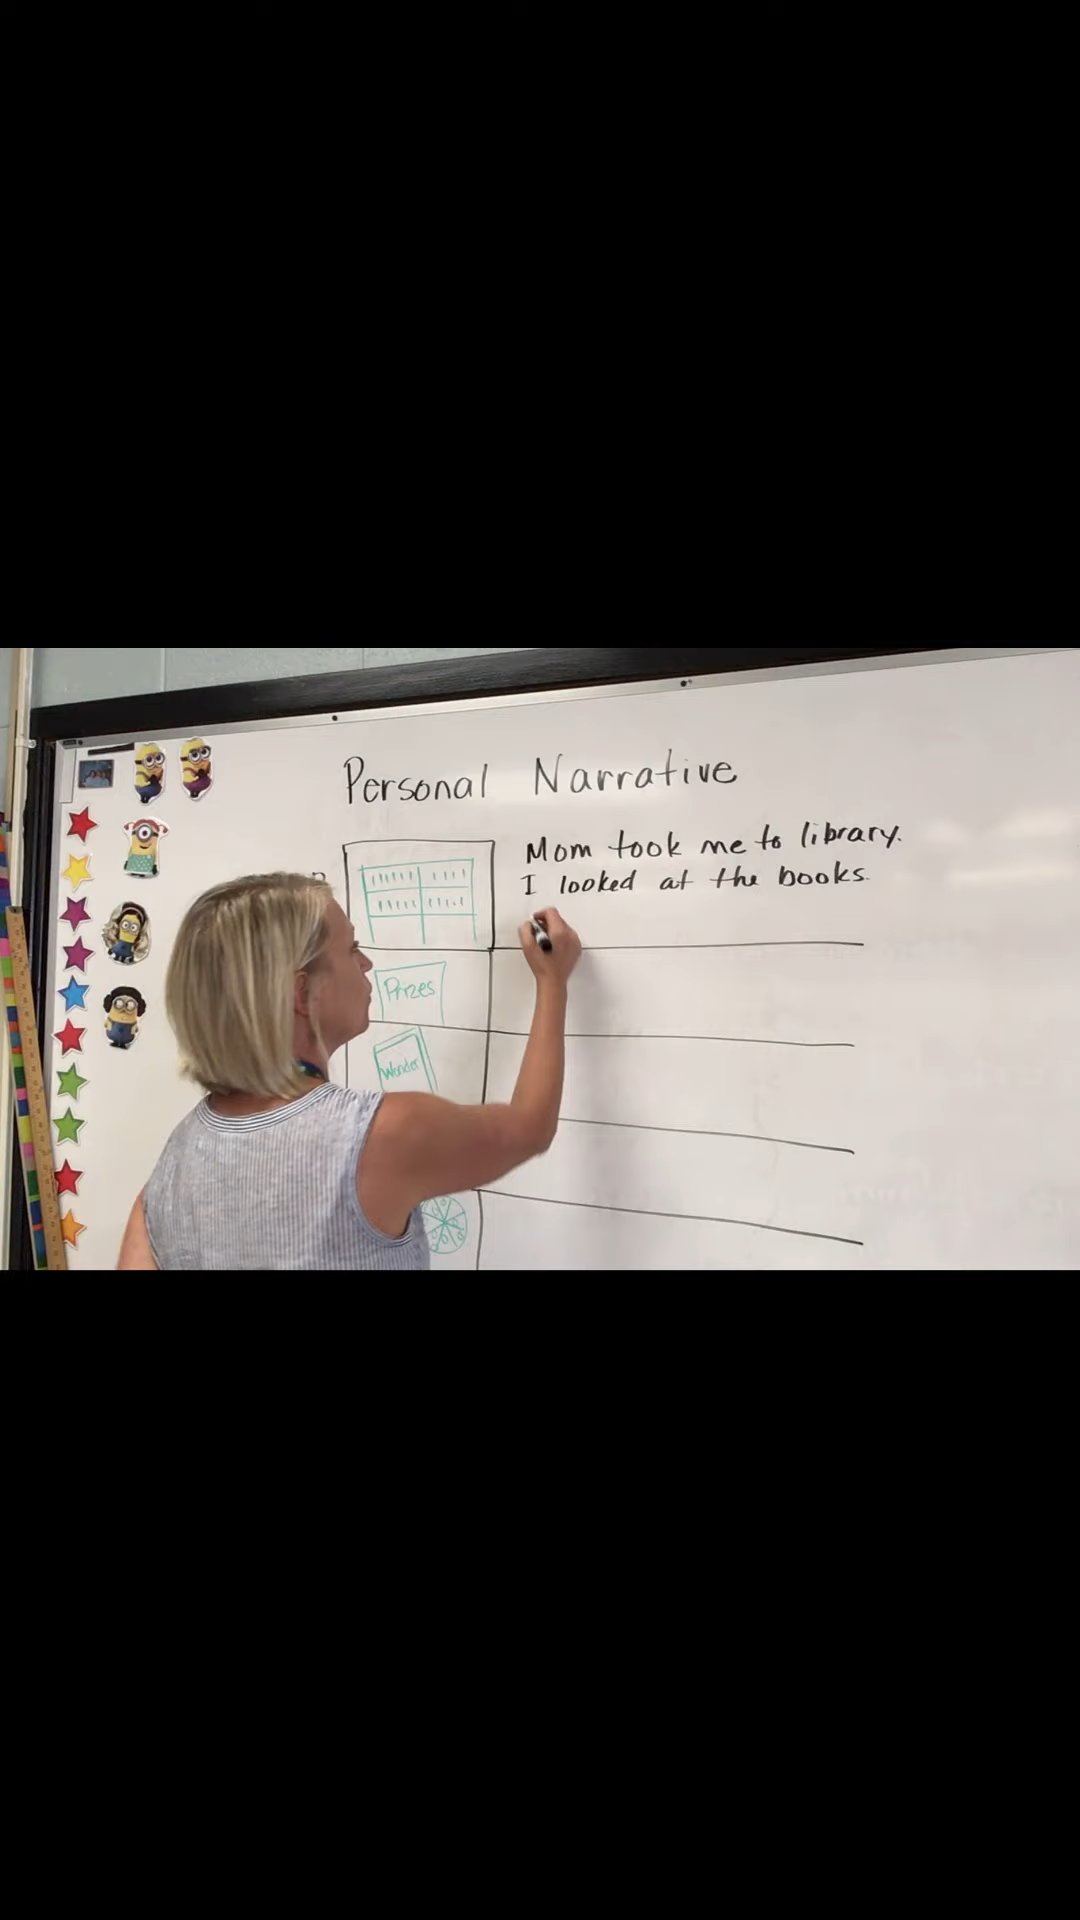 Personal Narrative
Mom took me to library.
I looked at the books.
Prizes
Wonder